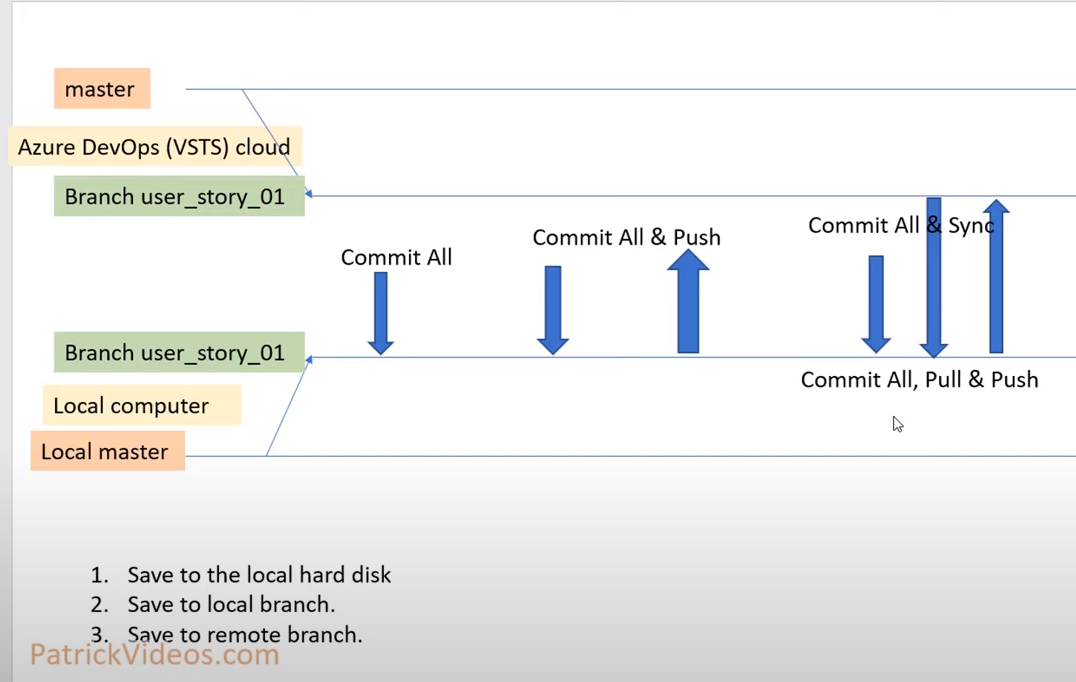 master
Azure DevOps (VSTS) cloud
Branch user_story_01
Commit All
Commit All & Push
Commit All & Sync
Branch user_story_01
Commit All, Pull & Push
Local computer
Local master
1. Save to the local hard disk
2. Save to local branch.
3. Save to remote branch.
PatrickVideos.com